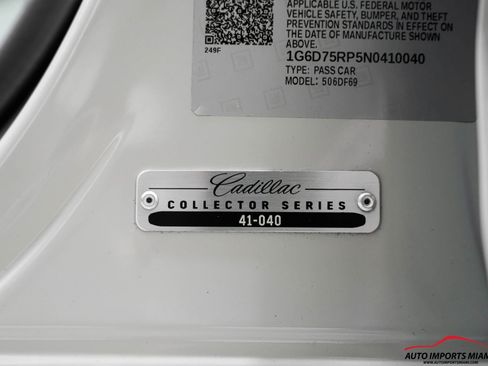 APPLICABLE U.S. FEDERAL MOTOR
VEHICLE SAFETY, BUMPER, AND THEFT
PREVENTION STANDARDS IN EFFECT ON
THE DATE OF MANUFACTURE SHOWN
ABOVE.
249F
1G6D75RP5N0410040
TYPE: PASS CAR
MODEL: 506DF69
Cadillac
COLLECTOR SERIES
41-040
AUTO IMPORTS MIAMI